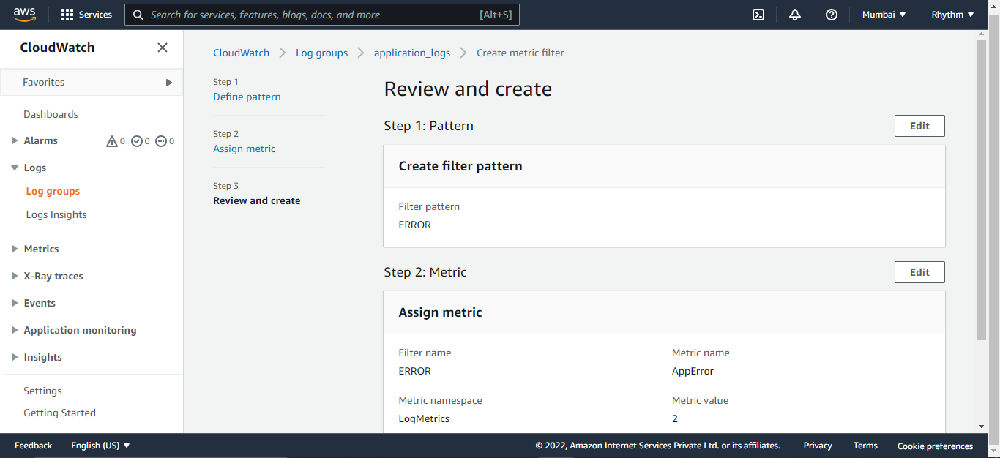 aws
Services
Search for services, features, blogs, docs, and more
[Alt+S]
Mumbai
Rhythm
CloudWatch
Favorites
Dashboards
Alarms
0
0
0
Logs
Log groups
Logs Insights
Metrics
X-Ray traces
Events
Application monitoring
Insights
Settings
Getting Started
CloudWatch
Log groups
application_logs
Create metric filter
Step 1
Define pattern
Step 2
Assign metric
Step 3
Review and create
Review and create
Step 1: Pattern
Edit
Create filter pattern
Filter pattern
ERROR
Step 2: Metric
Edit
Assign metric
Filter name
ERROR
Metric name
AppError
Metric namespace
LogMetrics
Metric value
2
Feedback
English (US)
© 2022, Amazon Internet Services Private Ltd. or its affiliates.
Privacy
Terms
Cookie preferences